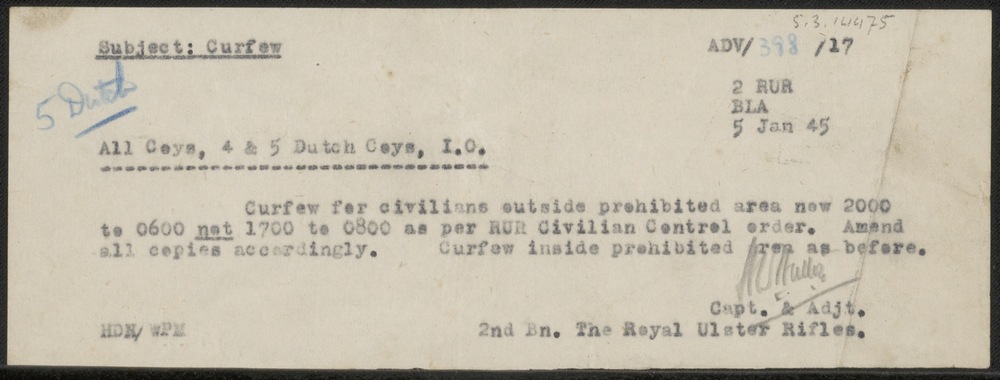 5.3.14475
Subject: Curfew
ADV/398/17
5 Dutch
2 RUR
BLA
5 Jan 45
All Coys, 4 & 5 Dutch Coys, I.O.
Curfew for civilians outside prohibited area now 2000
to 0600 not 1700 to 0800 as per RUR Civilian Control order. Amend
all copies accordingly. Curfew inside prohibited area as before.
Capt. & Adjt.
HDN/WPM
2nd Bn. The Royal Ulster Rifles.